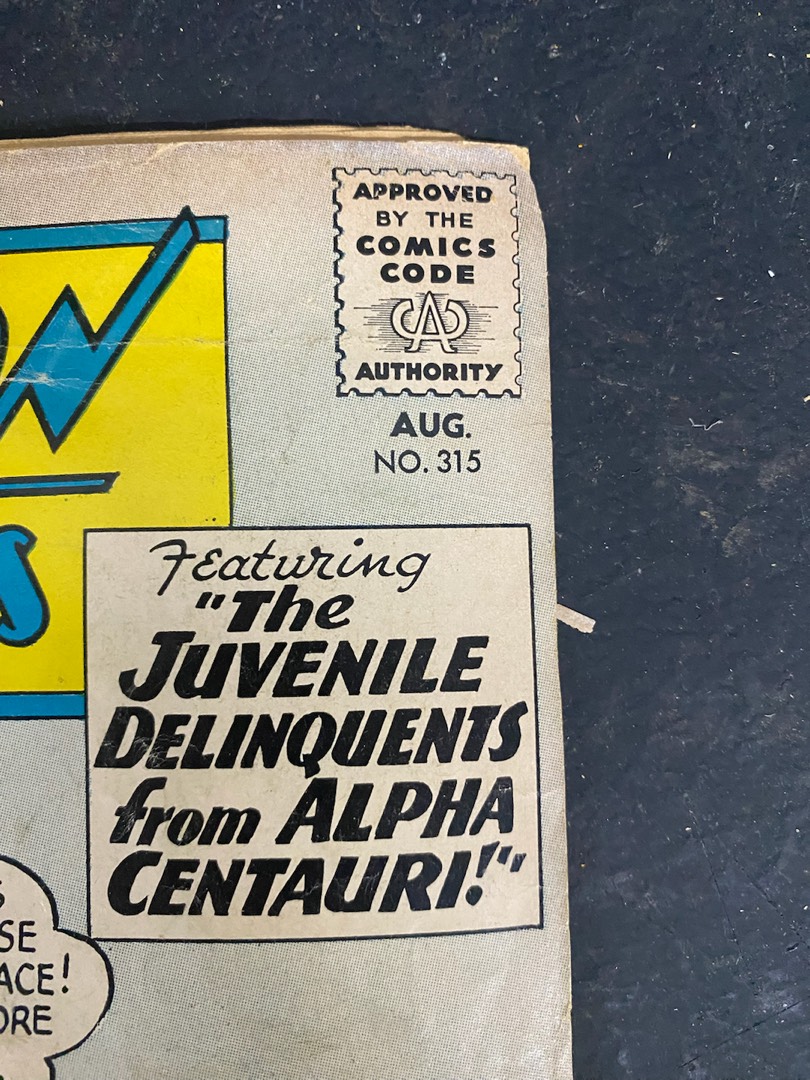 APPROVED
BY THE
COMICS
CODE
CA
AUTHORITY
AUG.
NO. 315
Featuring
"The
JUVENILE
DELINQUENTS
from ALPHA
CENTAURI!"
SE
ACE!
ORE